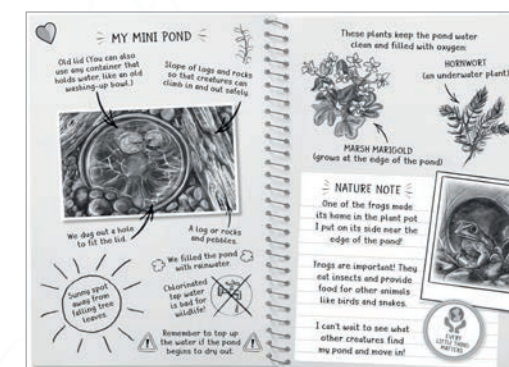 MY MINI POND
Old lid (You can also
use any container that
holds water, like an old
washing-up bowl.)
Slope of logs and rocks
so that creatures can
climb in and out safely.
We dug out a hole
to fit the lid.
A log or rocks
and pebbles.
Sunny spot
away from
falling tree
leaves.
We filled the pond
with rainwater.
Chlorinated
tap water
is bad for
wildlife!
Remember to top up
the water if the pond
begins to dry out.
These plants keep the pond water
clean and filled with oxygen:
HORNWORT
(an underwater plant)
MARSH MARIGOLD
(grows at the edge of the pond)
NATURE NOTE
One of the frogs made
its home in the plant pot
I put on its side near the
edge of the pond!
Frogs are important! They
eat insects and provide
food for other animals
like birds and snakes.
I can't wait to see what
other creatures find
my pond and move in!
EVERY
LITTLE THING
MATTERS